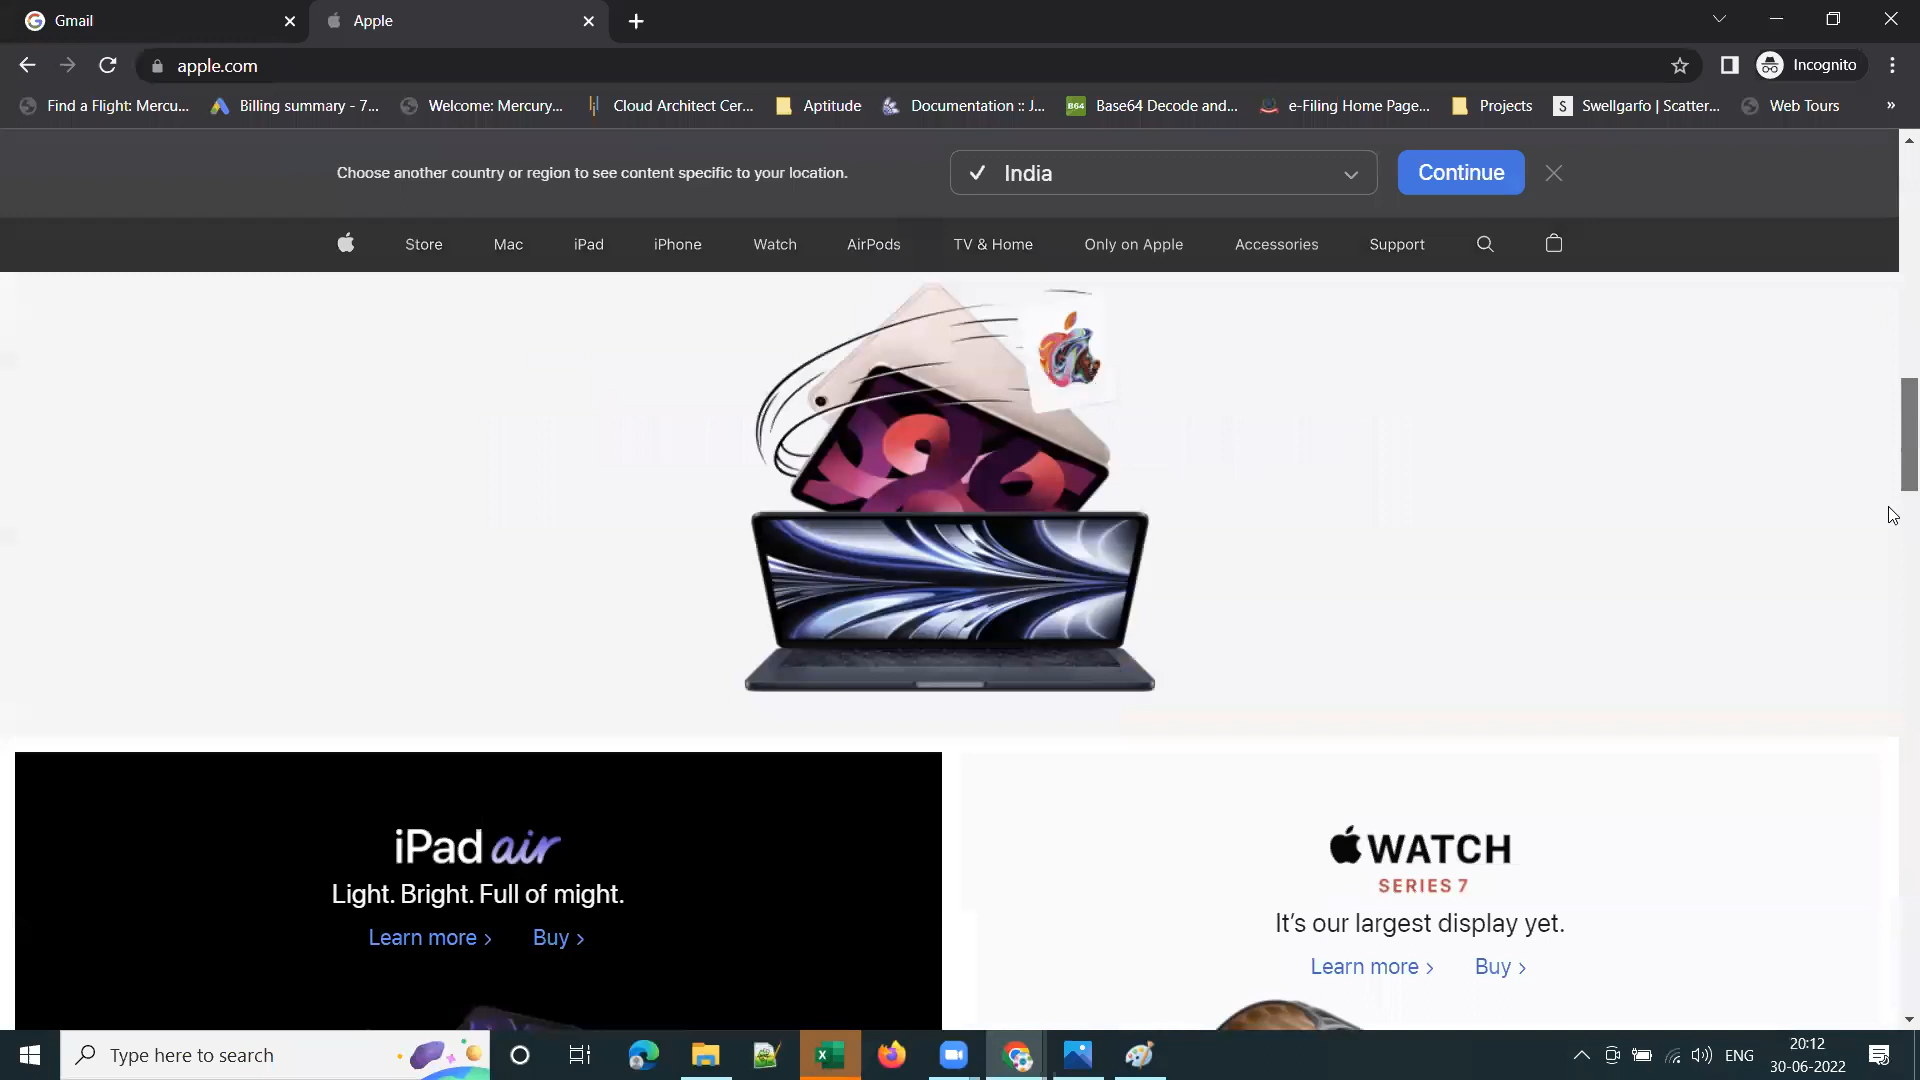 Gmail
Apple
apple.com
Incognito
Find a Flight: Mercu...
Billing summary - 7...
Welcome: Mercury...
Cloud Architect Cer...
Aptitude
Documentation :: J...
B64
Base64 Decode and...
e-Filing Home Page...
Projects
S
Swellgarfo | Scatter...
Web Tours
»
Choose another country or region to see content specific to your location.
India
Continue
Store
Mac
iPad
iPhone
Watch
AirPods
TV & Home
Only on Apple
Accessories
Support
iPad air
Light. Bright. Full of might.
Learn more >
Buy >
WATCH
SERIES 7
It’s our largest display yet.
Learn more >
Buy >
Type here to search
ENG
20:12
30-06-2022